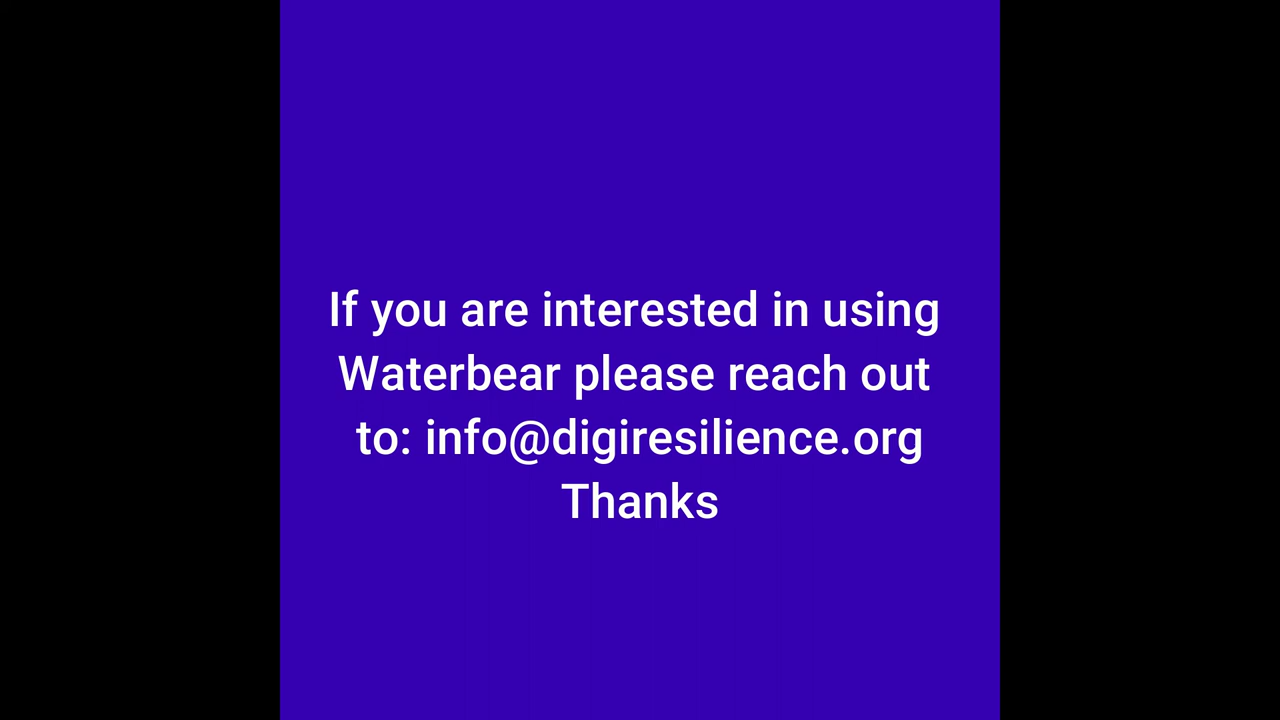 If you are interested in using
Waterbear please reach out
to: info@digiresilience.org
Thanks